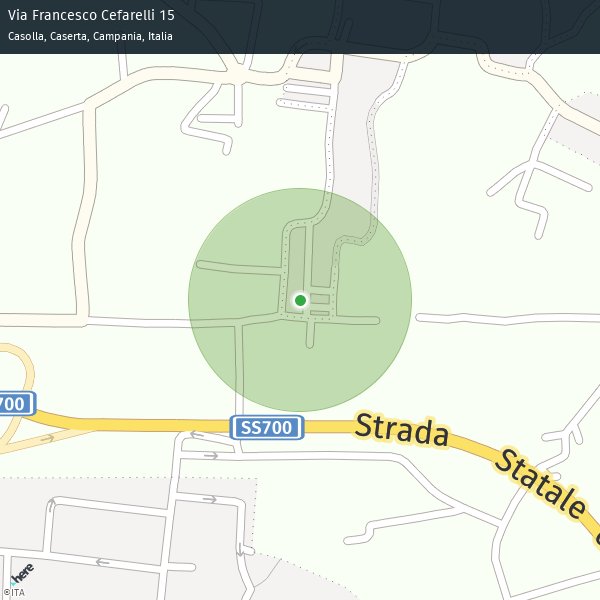 Via Francesco Cefarelli 15
Casolla, Caserta, Campania, Italia
700
SS700
Strada
Statale
here
©ITA